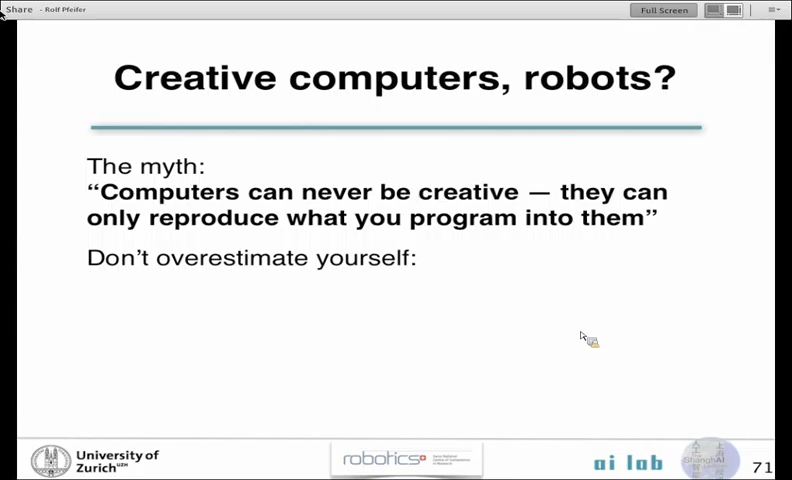 Share - Rolf Pfeifer
Full Screen
Creative computers, robots?
The myth:
“Computers can never be creative — they can
only reproduce what you program into them”
Don’t overestimate yourself:
University of
Zurich UZH
robotics
ai lab
ShanghAI
71